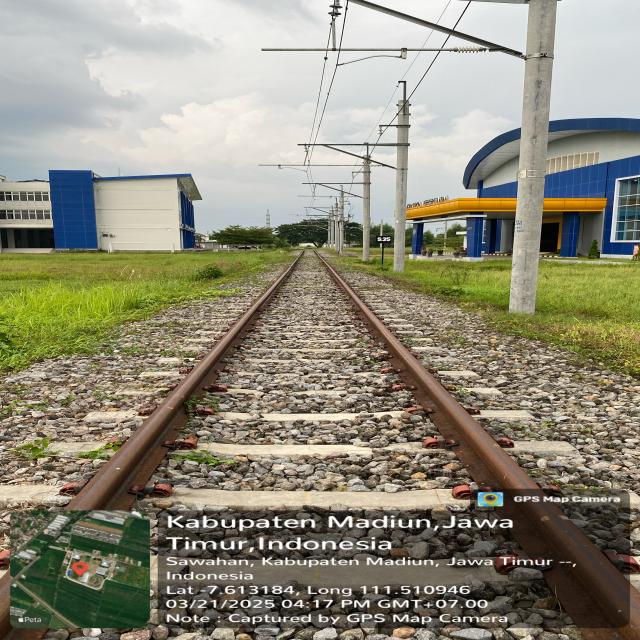 S.35
GPS Map Camera
Kabupaten Madiun,Jawa
Timur,Indonesia
Sawahan, Kabupaten Madiun, Jawa Timur --,
Indonesia
Lat -7.613184, Long 111.510946
03/21/2025 04:17 PM GMT+07.00
Note : Captured by GPS Map Camera
Peta